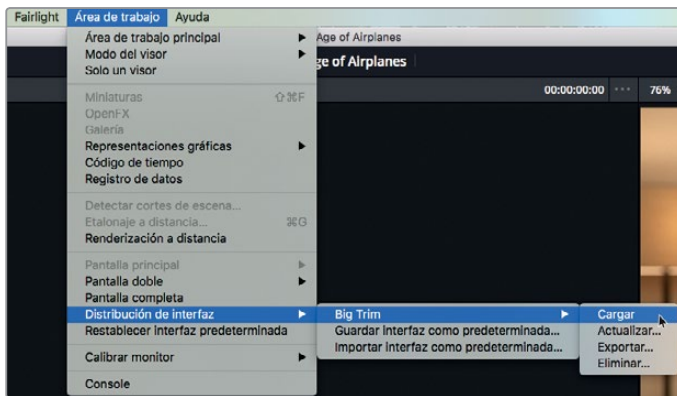 Fairlight Área de trabajo Ayuda
Área de trabajo principal
Age of Airplanes
Modo del visor
Solo un visor
ge of Airplanes
00:00:00:00 ••• 76%
Miniaturas ⇧⌘F
OpenFX
Galería
Representaciones gráficas
Código de tiempo
Registro de datos
Detectar cortes de escena...
Etalonaje a distancia... ⌘G
Renderización a distancia
Pantalla principal
Pantalla doble
Pantalla completa
Distribución de interfaz
Big Trim
Cargar
Restablecer interfaz predeterminada
Guardar interfaz como predeterminada...
Actualizar...
Importar interfaz como predeterminada...
Exportar...
Eliminar...
Calibrar monitor
Console